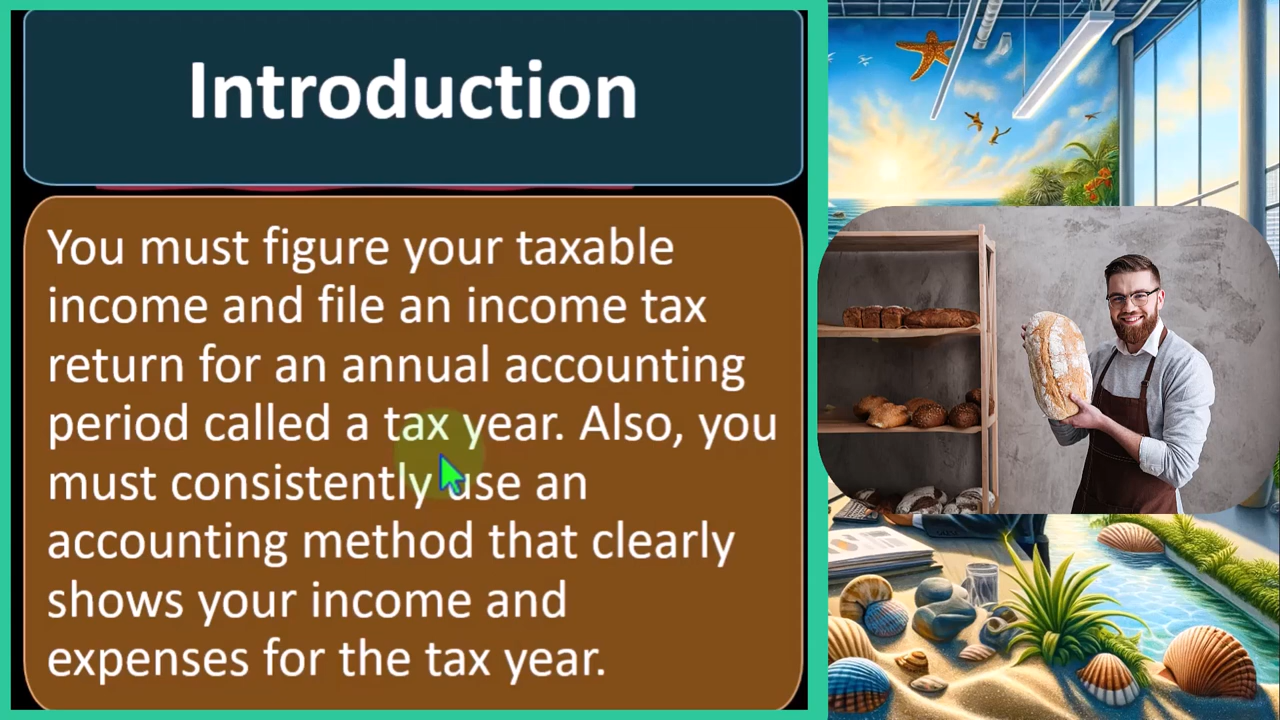 Introduction
You must figure your taxable
income and file an income tax
return for an annual accounting
period called a tax year. Also, you
must consistently use an
accounting method that clearly
shows your income and
expenses for the tax year.